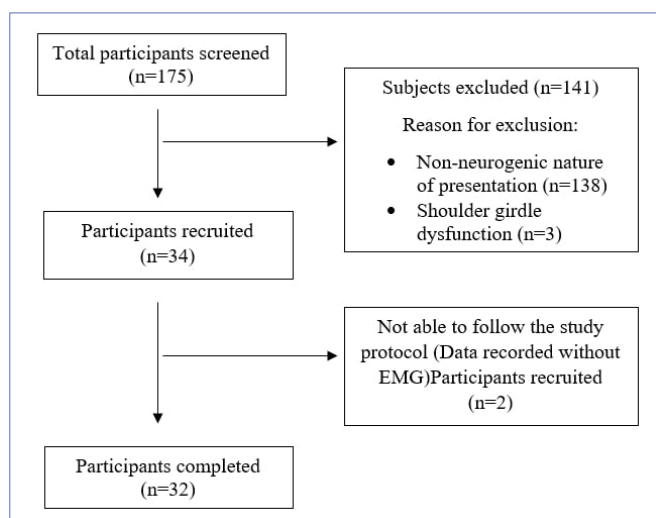 Total participants screened
(n=175)
Subjects excluded (n=141)
Reason for exclusion:
• Non-neurogenic nature
of presentation (n=138)
• Shoulder girdle
dysfunction (n=3)
Participants recruited
(n=34)
Not able to follow the study
protocol (Data recorded without
EMG)Participants recruited
(n=2)
Participants completed
(n=32)